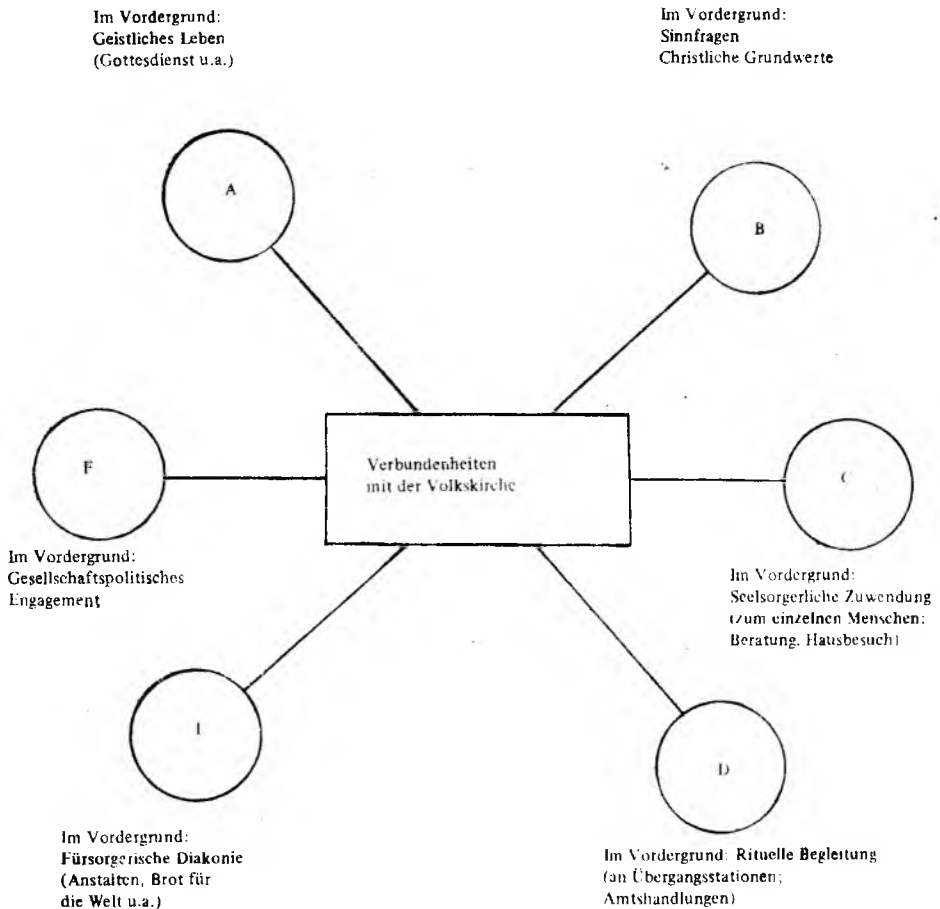 Im Vordergrund:
Geistliches Leben
(Gottesdienst u.a.)
Im Vordergrund:
Sinnfragen
Christliche Grundwerte
A
B
Verbundenheiten
mit der Volkskirche
F
C
Im Vordergrund:
Gesellschaftspolitisches
Engagement
Im Vordergrund:
Seelsorgerliche Zuwendung
(zum einzelnen Menschen:
Beratung, Hausbesuch)
D
Im Vordergrund:
Fürsorgerische Diakonie
(Anstalten, Brot für
die Welt u.a.)
Im Vordergrund: Rituelle Begleitung
(an Übergangsstationen;
Amtshandlungen)